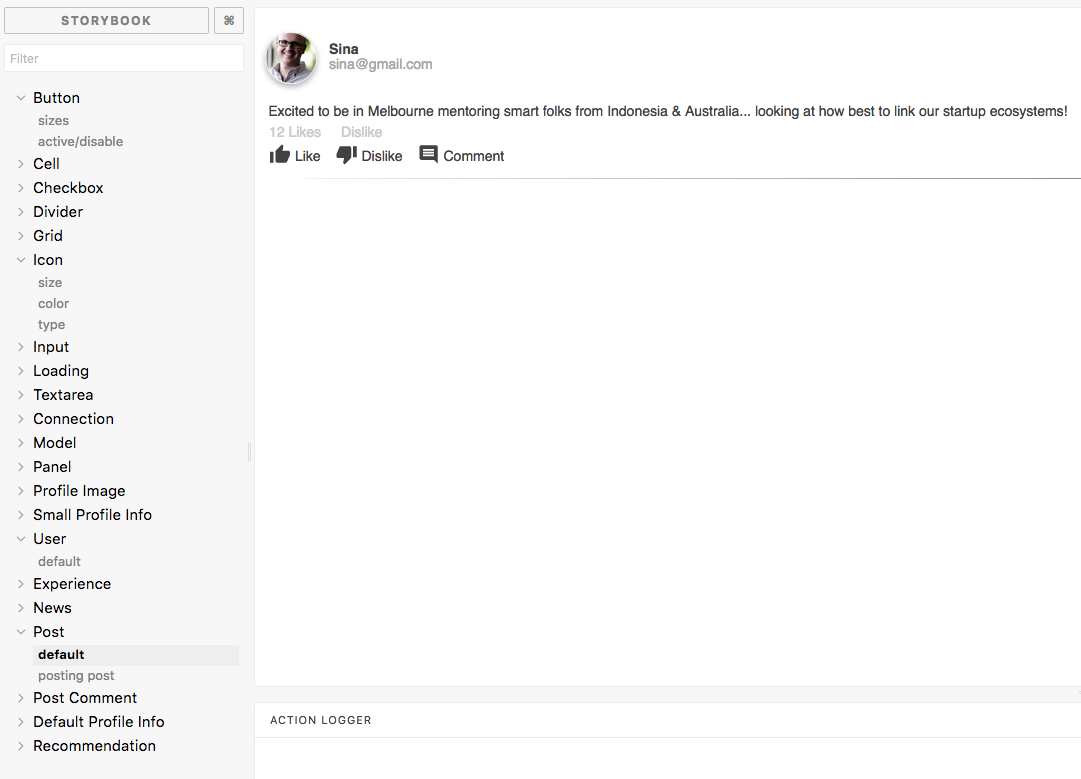 STORYBOOK
⌘
Filter
Button
sizes
active/disable
Cell
Checkbox
Divider
Grid
Icon
size
color
type
Input
Loading
Textarea
Connection
Model
Panel
Profile Image
Small Profile Info
User
default
Experience
News
Post
default
posting post
Post Comment
Default Profile Info
Recommendation
Sina
sina@gmail.com
Excited to be in Melbourne mentoring smart folks from Indonesia & Australia... looking at how best to link our startup ecosystems!
12 Likes Dislike
Like Dislike Comment
ACTION LOGGER